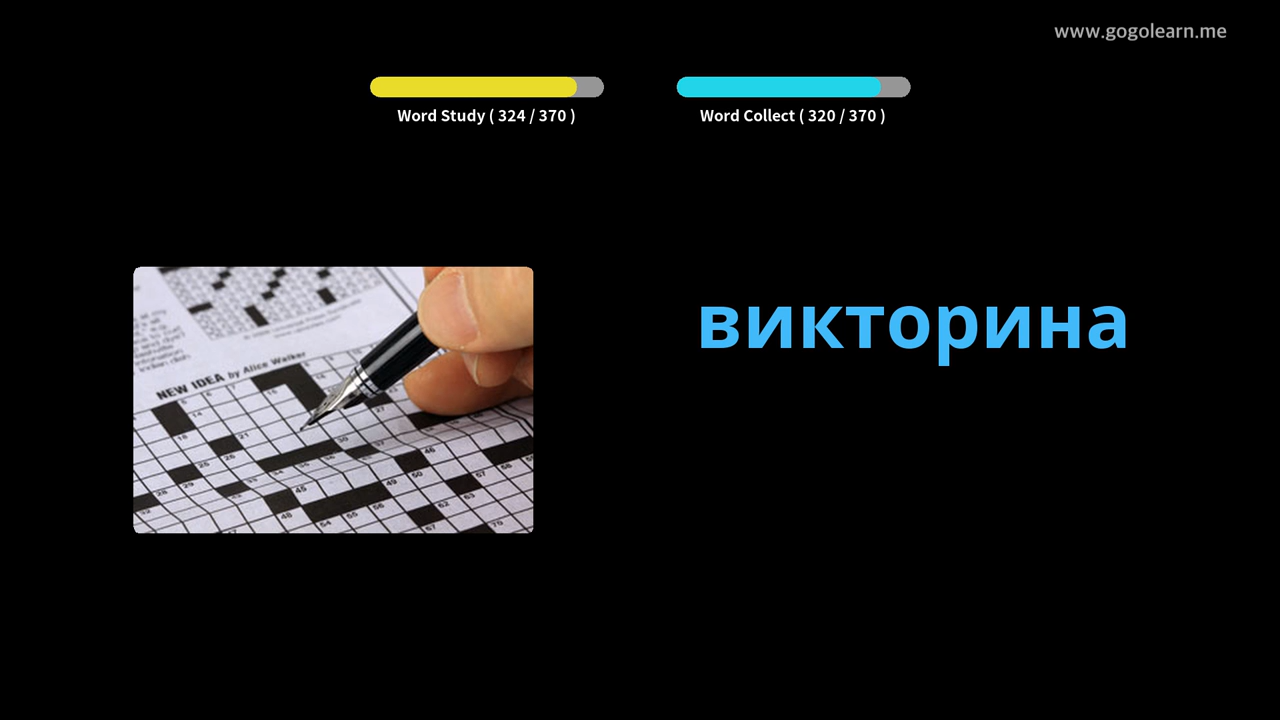 www.gogolearn.me
Word Study ( 324 / 370 )
Word Collect ( 320 / 370 )
викторина
NEW IDEA by Alice Walker